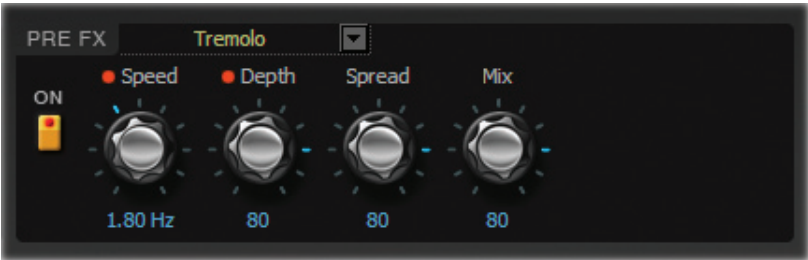 PRE FX Tremolo
Speed Depth Spread Mix
ON
1.80 Hz 80 80 80